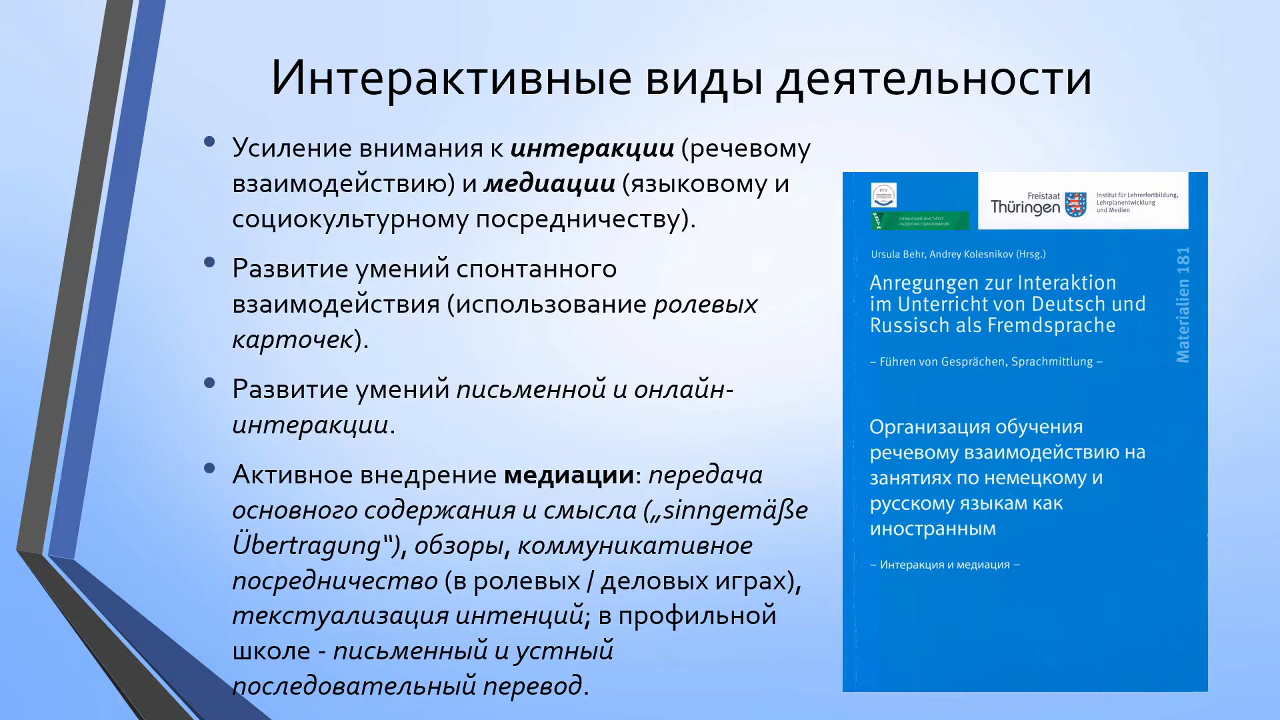 Интерактивные виды деятельности
• Усиление внимания к интеракции (речевому
взаимодействию) и медиации (языковому и
социокультурному посредничеству).
• Развитие умений спонтанного
взаимодействия (использование ролевых
карточек).
• Развитие умений письменной и онлайн-
интеракции.
• Активное внедрение медиации: передача
основного содержания и смысла („sinngemäße
Übertragung“), обзоры, коммуникативное
посредничество (в ролевых / деловых играх),
текстуализация интенций; в профильной
школе - письменный и устный
последовательный перевод.
Freistaat
Thüringen
Institut für Lehrerfortbildung,
Lehrplanentwicklung
und Medien
Ursula Behr, Andrey Kolesnikov (Hrsg.)
Anregungen zur Interaktion
im Unterricht von Deutsch und
Russisch als Fremdsprache
– Führen von Gesprächen, Sprachmittlung –
Materialien 181
Организация обучения
речевому взаимодействию на
занятиях по немецкому и
русскому языкам как
иностранным
– Интеракция и медиация –